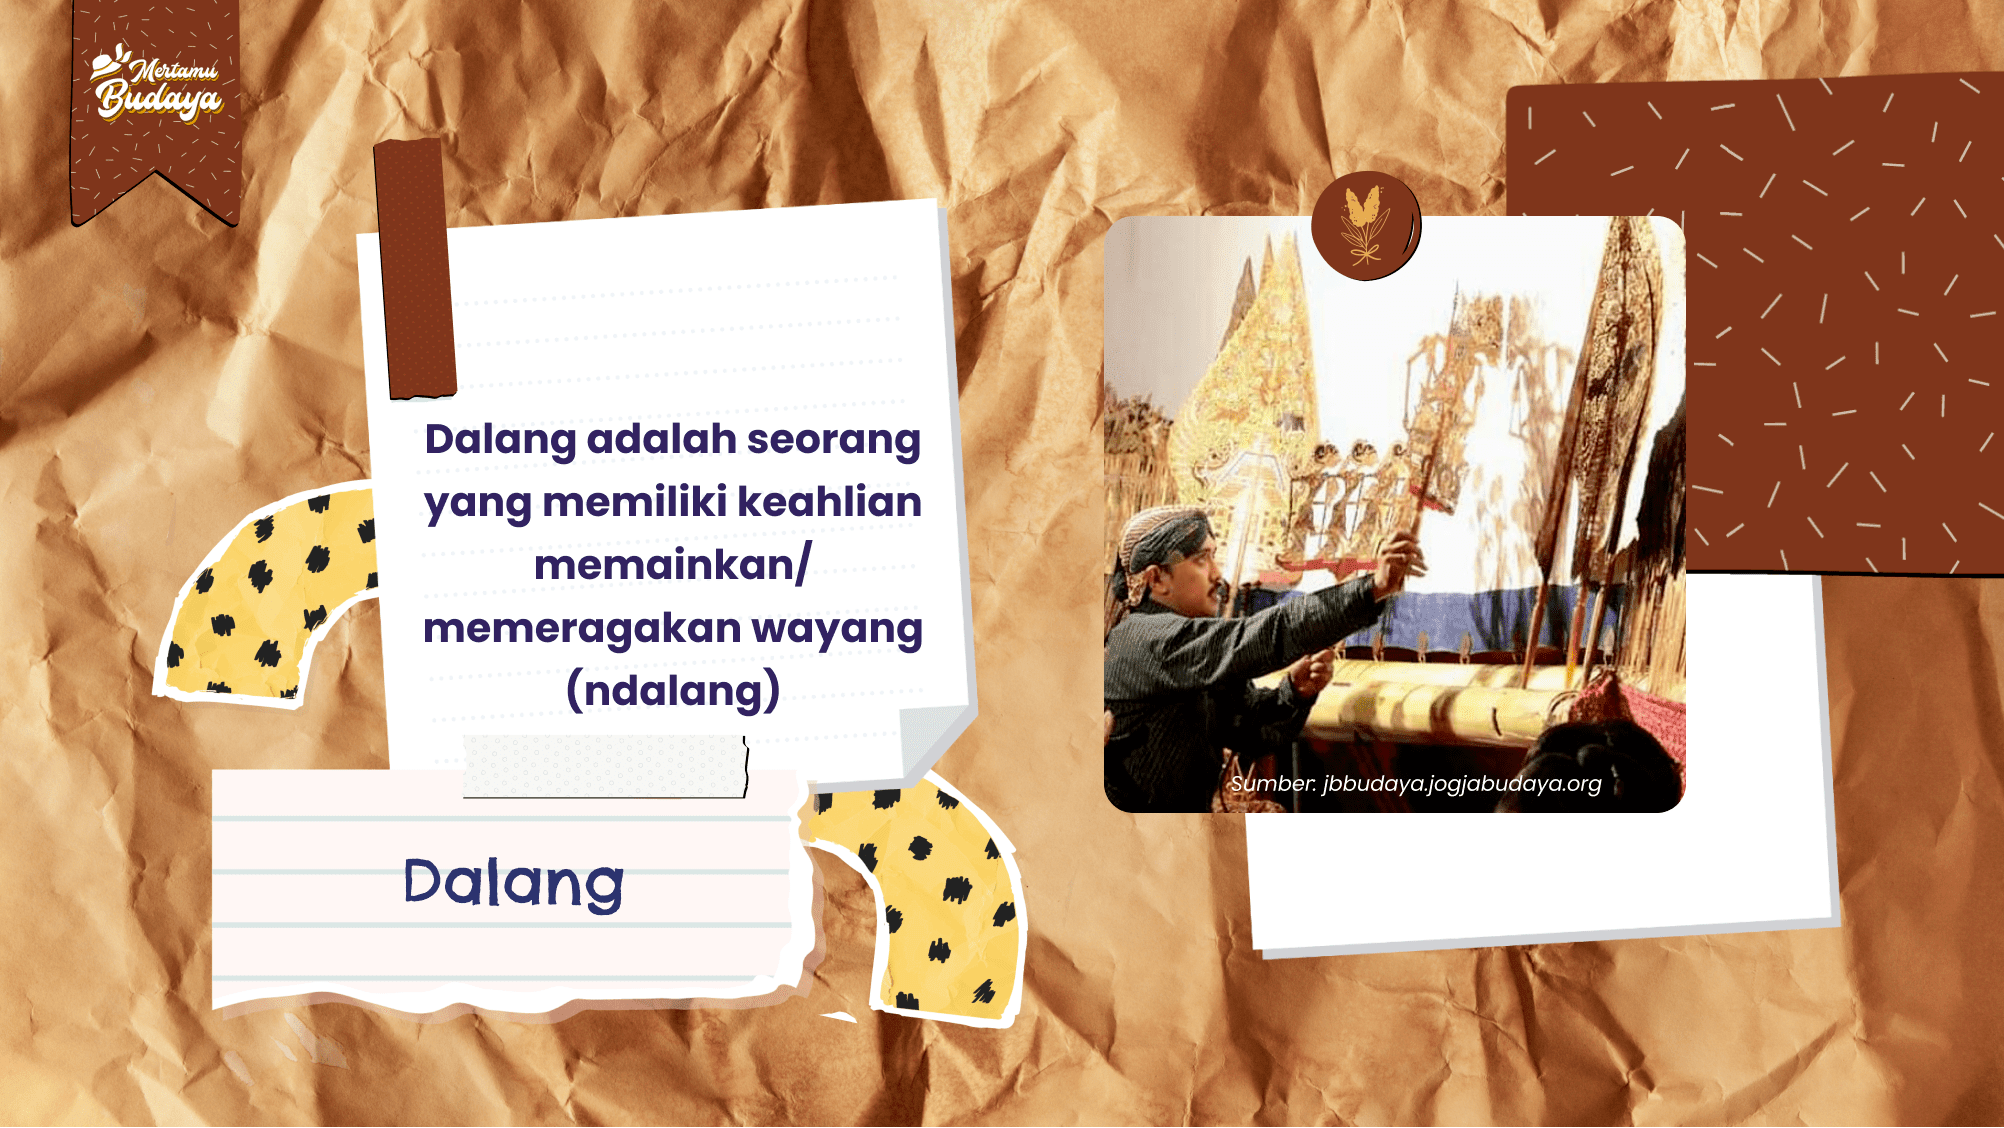 Mertamu
Budaya
Dalang adalah seorang
yang memiliki keahlian
memainkan/
memeragakan wayang
(ndalang)
Dalang
Sumber: jbbudaya.jogjabudaya.org